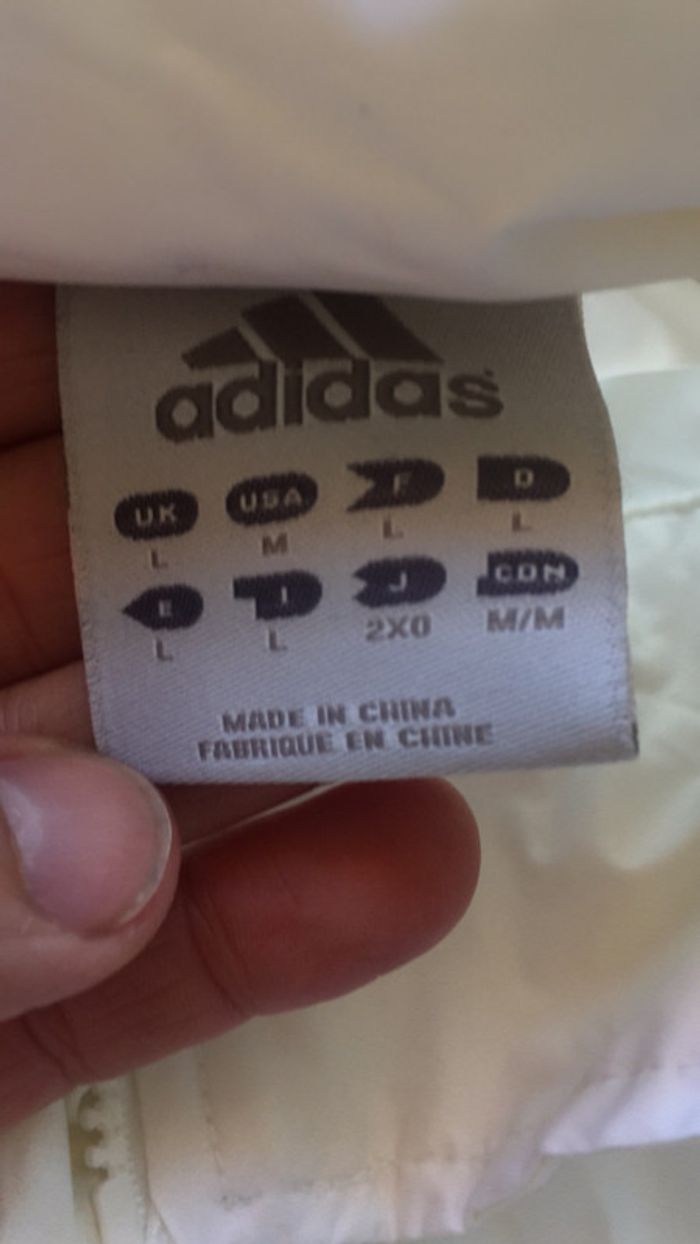 adidas
UK USA F D
L M L L
E I J CDN
L L 2XO M/M
MADE IN CHINA
FABRIQUE EN CHINE